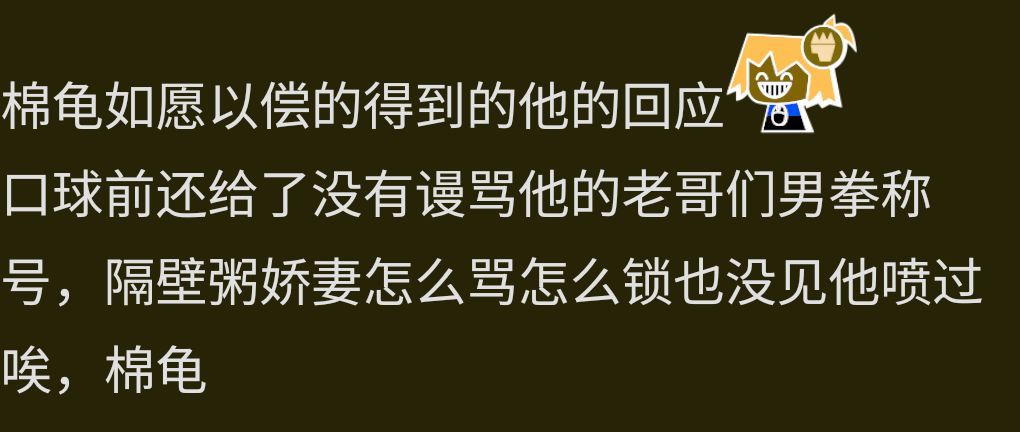 棉龟如愿以偿的得到的他的回应
口球前还给了没有谩骂他的老哥们男拳称
号，隔壁粥娇妻怎么骂怎么锁也没见他喷过
唉，棉龟